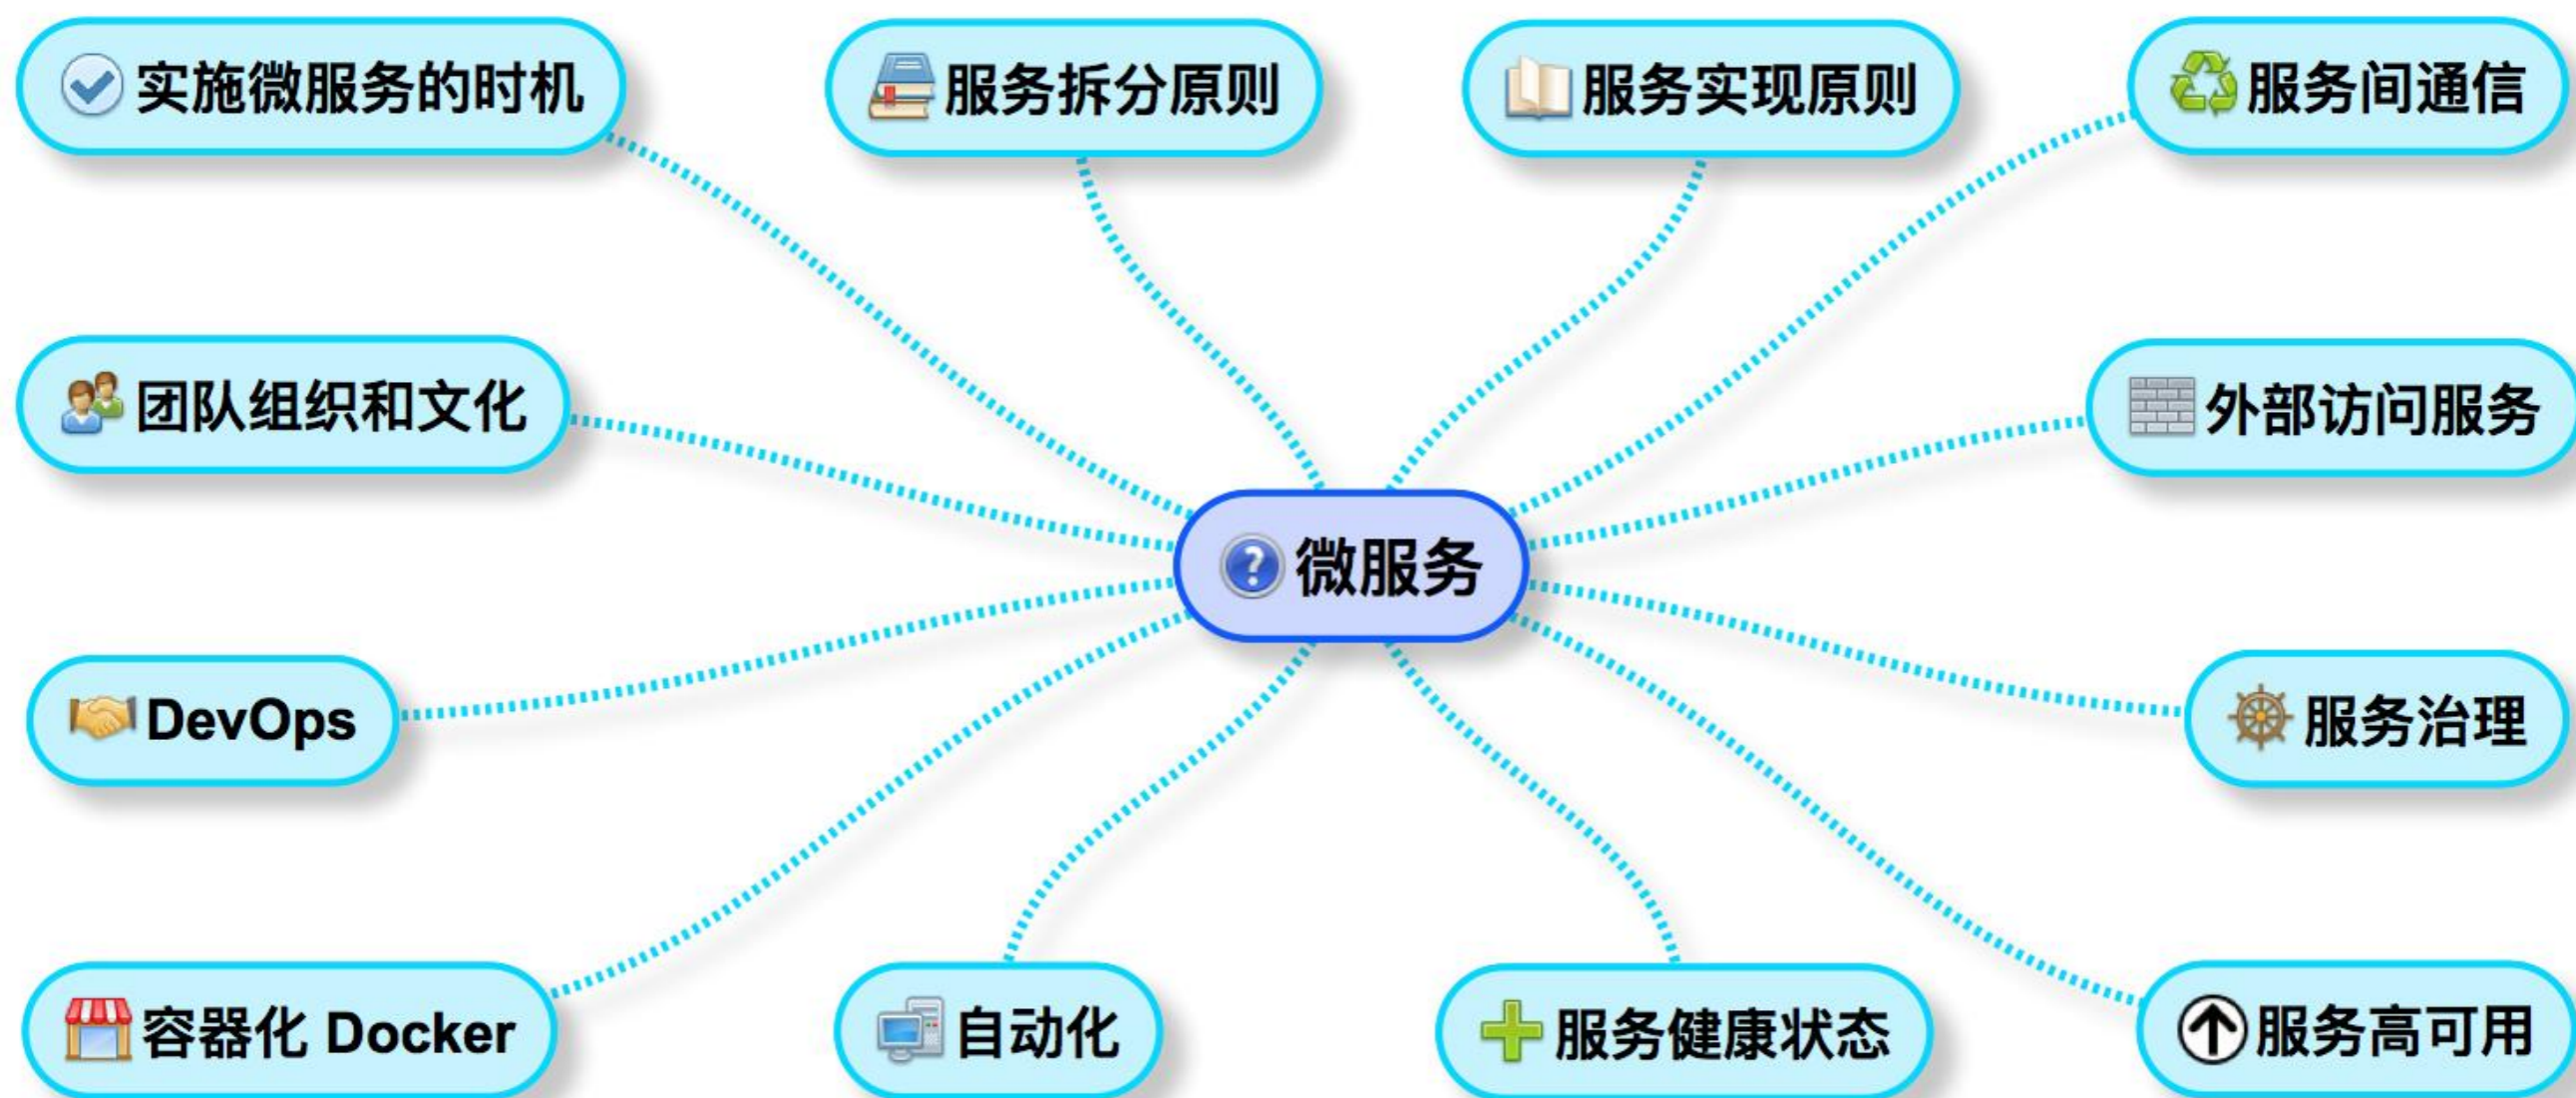 实施微服务的时机
服务拆分原则
服务实现原则
服务间通信
团队组织和文化
外部访问服务
微服务
DevOps
服务治理
容器化 Docker
自动化
服务健康状态
服务高可用